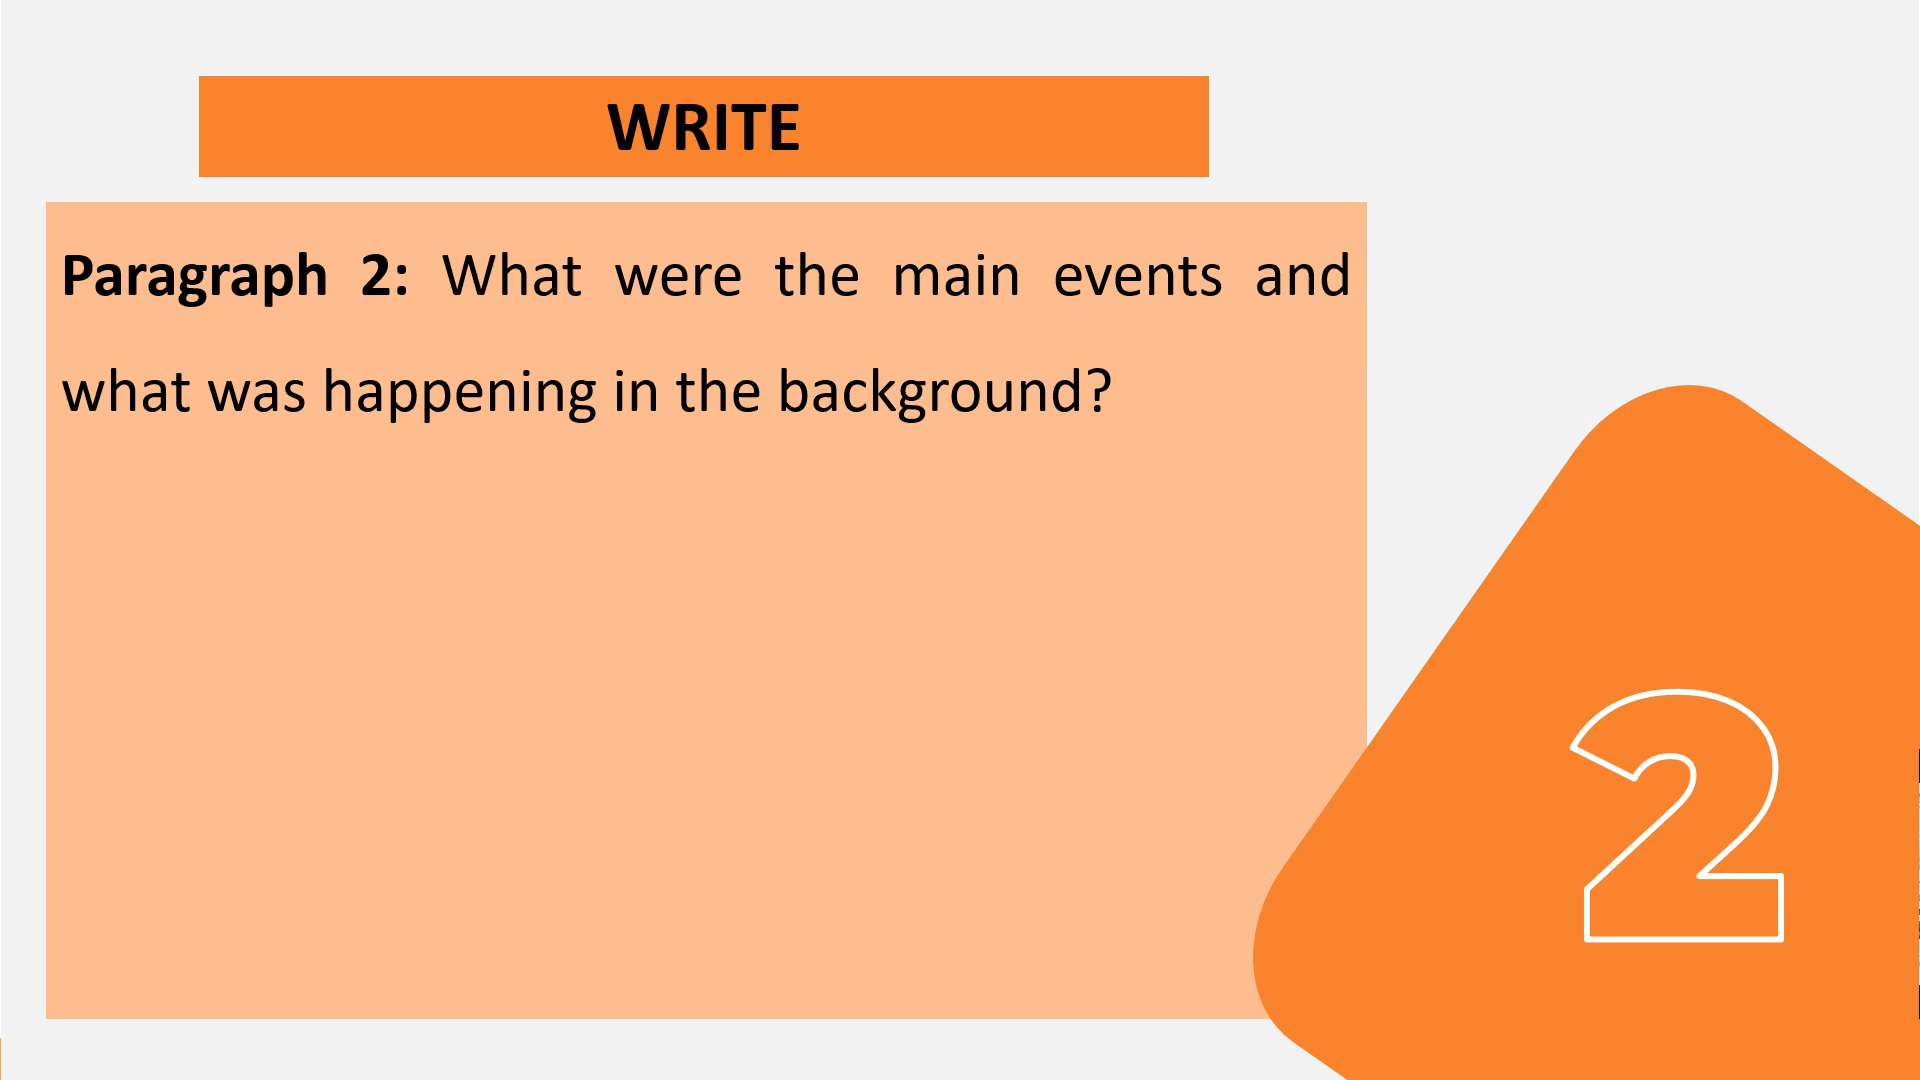 WRITE
Paragraph 2: What were the main events and
what was happening in the background?
2